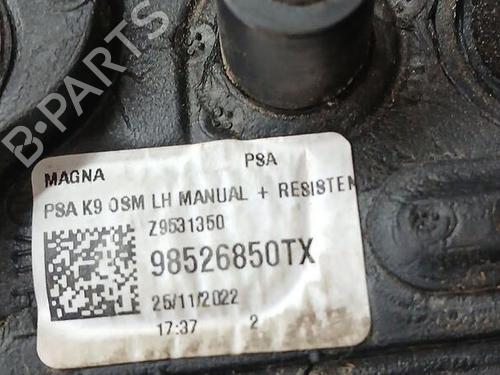 B-PARTS
MAGNA PSA
PSA K9 OSM LH MANUAL + RESISTEN
Z9531350
98526850TX
25/11/2022
17:37 2